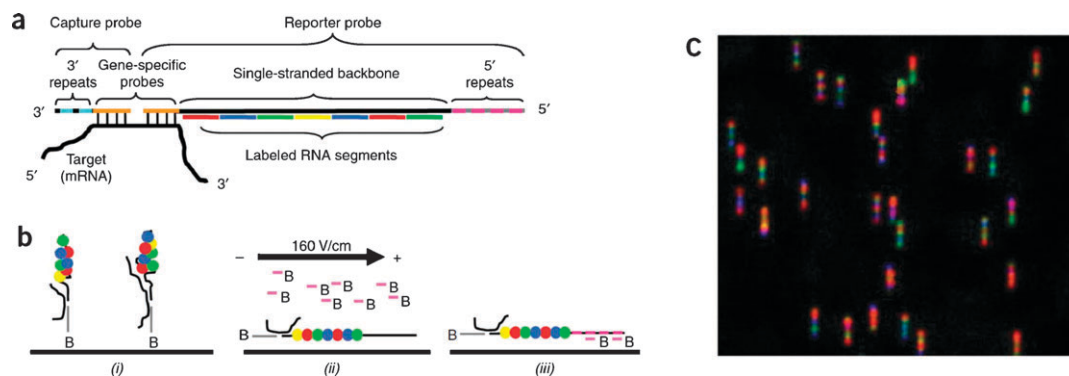 a
Capture probe
Reporter probe
3′ repeats
Gene-specific probes
Single-stranded backbone
5′ repeats
3′
5′
Target (mRNA)
5′
3′
Labeled RNA segments
b
B
B
(i)
160 V/cm
−
+
B
B
B
B
B
B
B
B
(ii)
B
B
B
(iii)
c